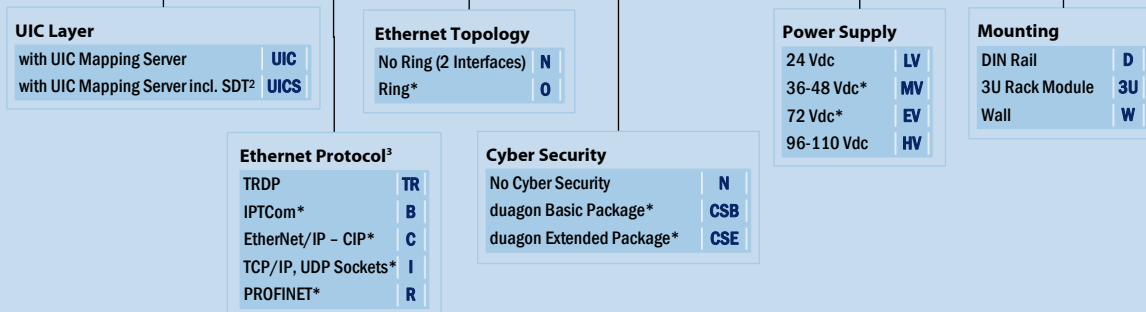 UIC Layer
with UIC Mapping Server UIC
with UIC Mapping Server incl. SDT² UICS
Ethernet Topology
No Ring (2 Interfaces) N
Ring* O
Power Supply
24 Vdc LV
36-48 Vdc* MV
72 Vdc* EV
96-110 Vdc HV
Mounting
DIN Rail D
3U Rack Module 3U
Wall W
Ethernet Protocol³
TRDP TR
IPTCom* B
EtherNet/IP – CIP* C
TCP/IP, UDP Sockets* I
PROFINET* R
Cyber Security
No Cyber Security N
duagon Basic Package* CSB
duagon Extended Package* CSE